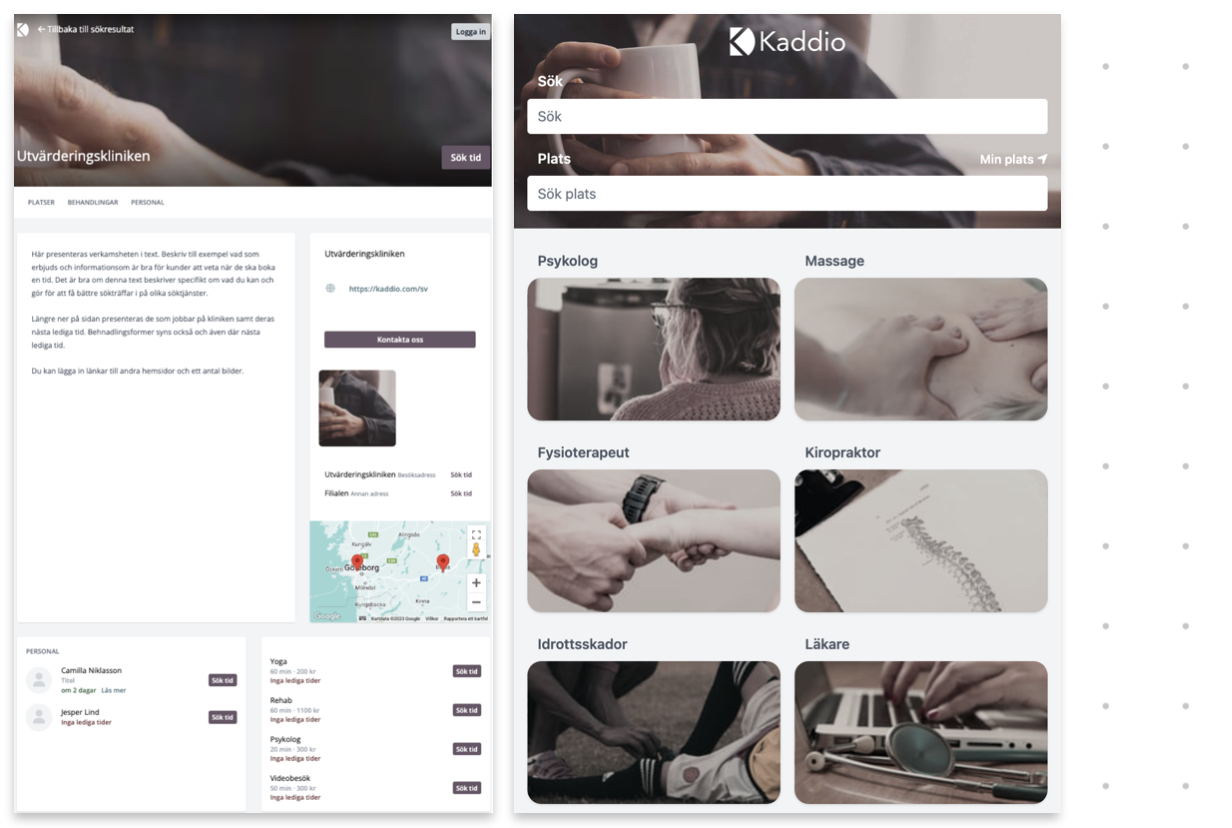 ← Tillbaka till sökresultat
Logga in
Utvärderingskliniken
Sök tid
PLATSER BEHANDLINGAR PERSONAL
Här presenteras verkamsheten i text. Beskriv till exempel vad som
erbjuds och informationsom är bra för kunder att veta när de ska boka
en tid. Det är bra om denna text beskriver specifikt om vad du kan och
gör för att få bättre sökträffar i på olika söktjänster.
Längre ner på sidan presenteras de som jobbar på kliniken samt deras
nästa lediga tid. Behnadlingsformer syns också och även där nästa
lediga tid.
Du kan lägga in länkar till andra hemsidor och ett antal bilder.
Utvärderingskliniken
https://kaddio.com/sv
Kontakta oss
Utvärderingskliniken Besöksadress Sök tid
Filialen Annan adress Sök tid
Alingsås
Kungälv
Göteborg
Mölndal
Kungsbacka
Kinna
Google
Kartdata ©2023 Google Villkor Rapportera ett kartfel
PERSONAL
Camilla Niklasson
Titel
om 2 dagar Läs mer
Sök tid
Jesper Lind
Inga lediga tider
Sök tid
Yoga
60 min · 200 kr
Inga lediga tider
Sök tid
Rehab
60 min · 1100 kr
Inga lediga tider
Sök tid
Psykolog
20 min · 300 kr
Inga lediga tider
Sök tid
Videobesök
50 min · 300 kr
Inga lediga tider
Sök tid
Kaddio
Sök
Sök
Plats
Min plats
Sök plats
Psykolog
Massage
Fysioterapeut
Kiropraktor
Idrottsskador
Läkare